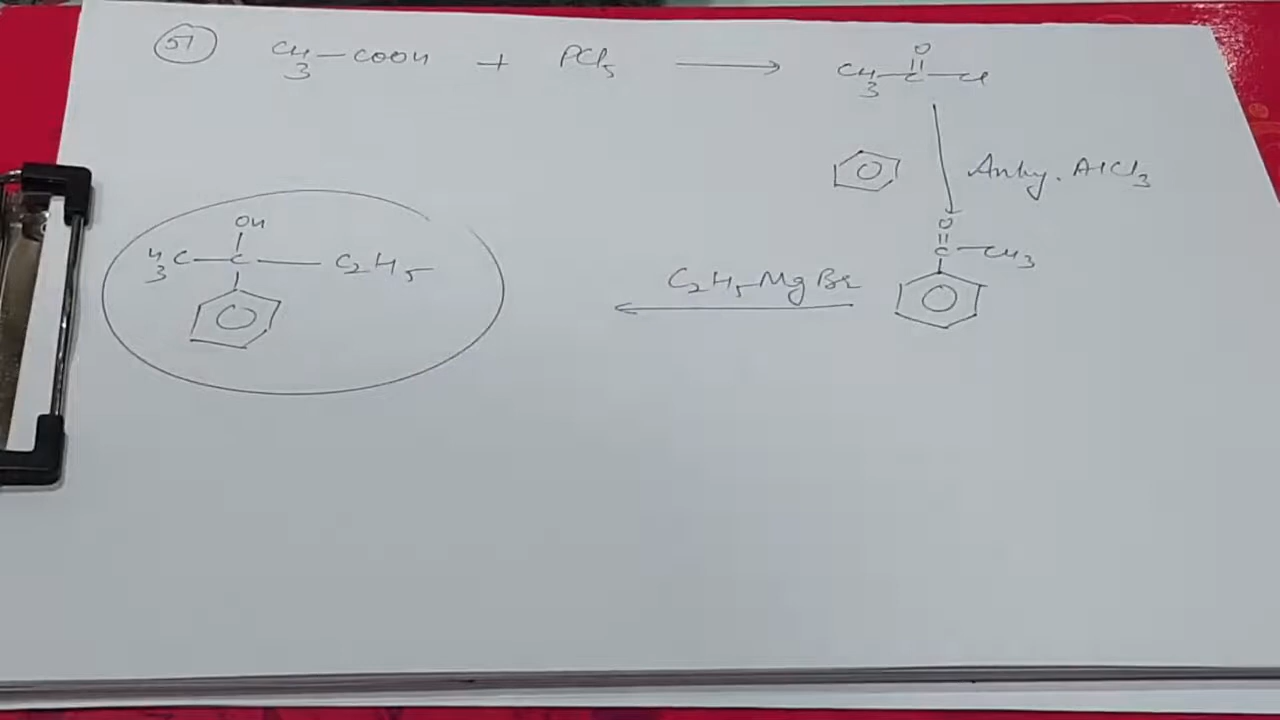 57 CH3-COOH + PCl5 → CH3-C-Cl
O
||
Anhy. AlCl3
O
||
C-CH3
C2H5MgBr
OH
H3C-C-C2H5